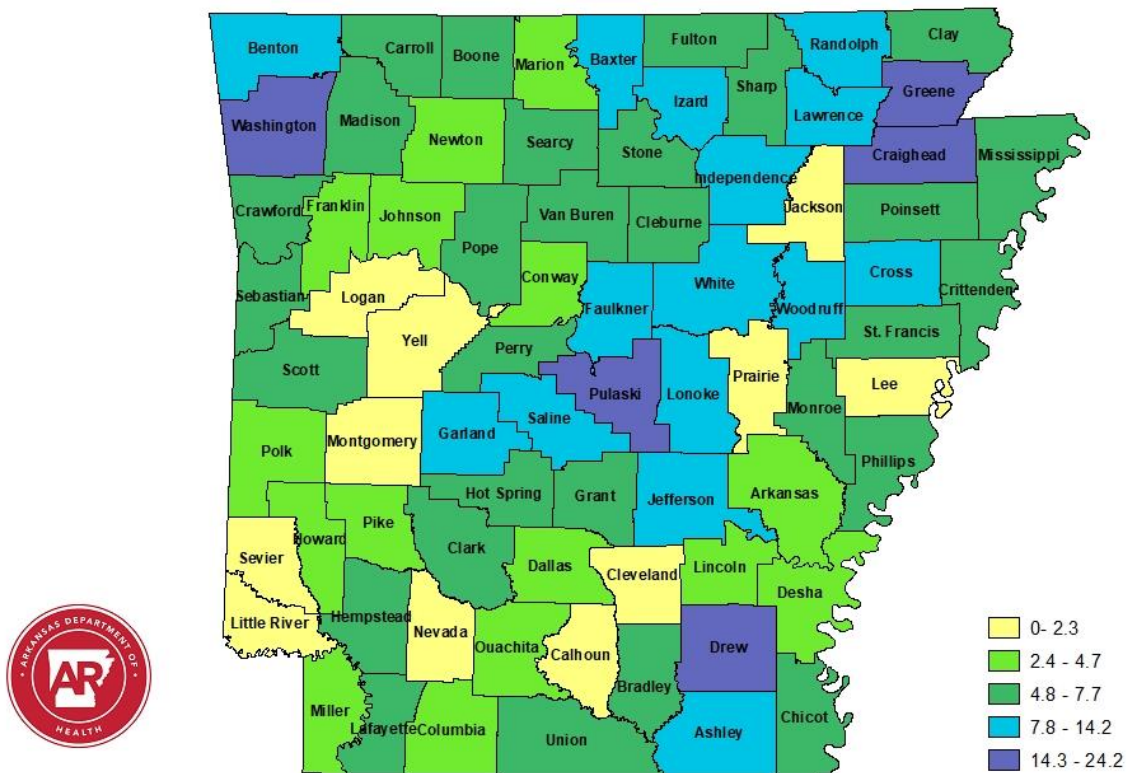 Benton
Carroll
Boone
Marion
Baxter
Fulton
Randolph
Clay
Washington
Madison
Newton
Searcy
Stone
Izard
Sharp
Lawrence
Greene
Independence
Jackson
Craighead
Mississippi
Crawford
Franklin
Johnson
Pope
Van Buren
Cleburne
Poinsett
Sebastian
Logan
Conway
Faulkner
White
Woodruff
Cross
Crittenden
Scott
Yell
Perry
Pulaski
Lonoke
Prairie
St. Francis
Lee
Monroe
Polk
Montgomery
Garland
Saline
Phillips
Hot Spring
Grant
Jefferson
Arkansas
Howard
Pike
Clark
Dallas
Cleveland
Lincoln
Desha
Sevier
Little River
Hempstead
Nevada
Ouachita
Calhoun
Bradley
Drew
Miller
Lafayette
Columbia
Union
Ashley
Chicot
ARKANSAS DEPARTMENT OF
AR
HEALTH
0- 2.3
2.4 - 4.7
4.8 - 7.7
7.8 - 14.2
14.3 - 24.2